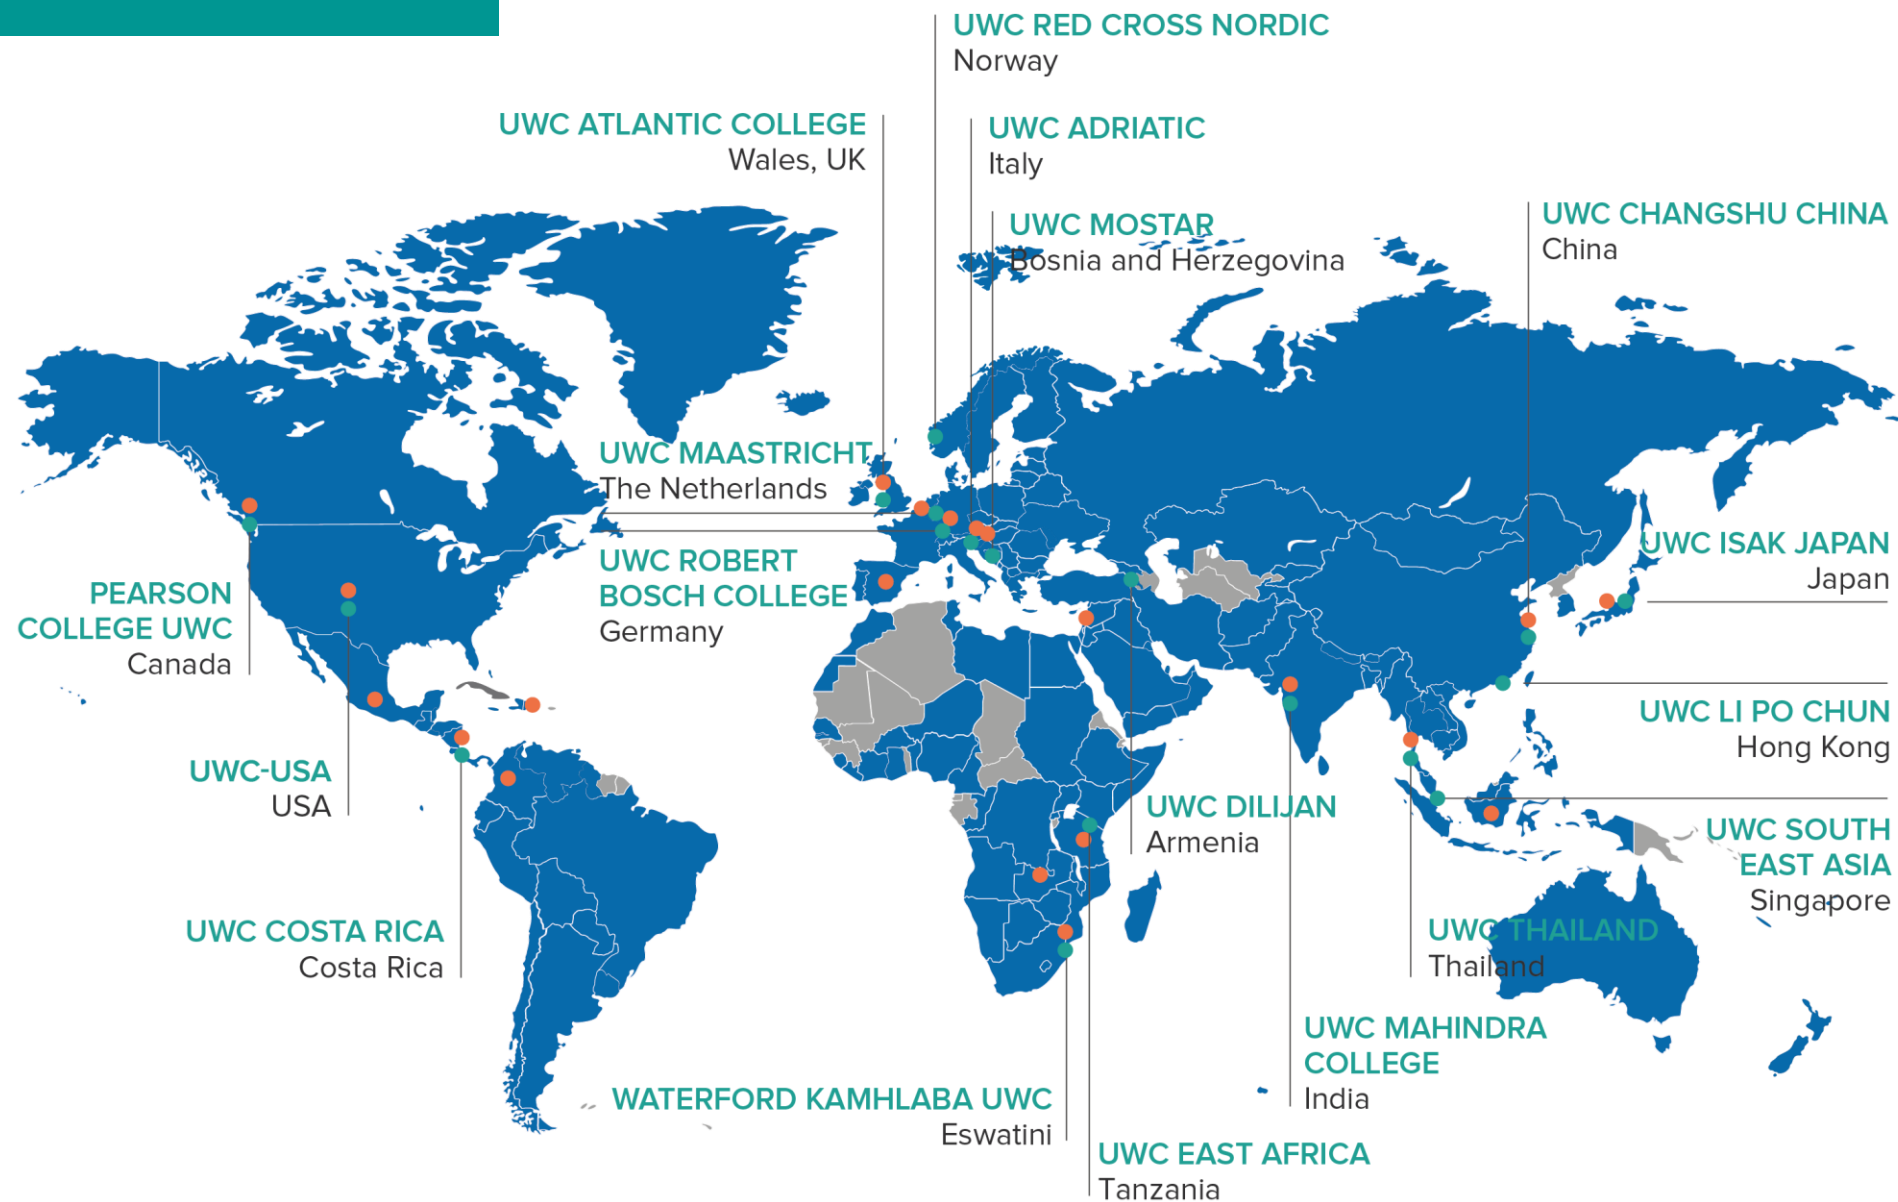 UWC RED CROSS NORDIC
Norway
UWC ATLANTIC COLLEGE
Wales, UK
UWC ADRIATIC
Italy
UWC MOSTAR
Bosnia and Herzegovina
UWC CHANGSHU CHINA
China
UWC MAASTRICHT
The Netherlands
UWC ROBERT
BOSCH COLLEGE
Germany
UWC ISAK JAPAN
Japan
PEARSON
COLLEGE UWC
Canada
UWC LI PO CHUN
Hong Kong
UWC-USA
USA
UWC DILIJAN
Armenia
UWC SOUTH
EAST ASIA
Singapore
UWC COSTA RICA
Costa Rica
UWC THAILAND
Thailand
UWC MAHINDRA
COLLEGE
India
WATERFORD KAMHLABA UWC
Eswatini
UWC EAST AFRICA
Tanzania